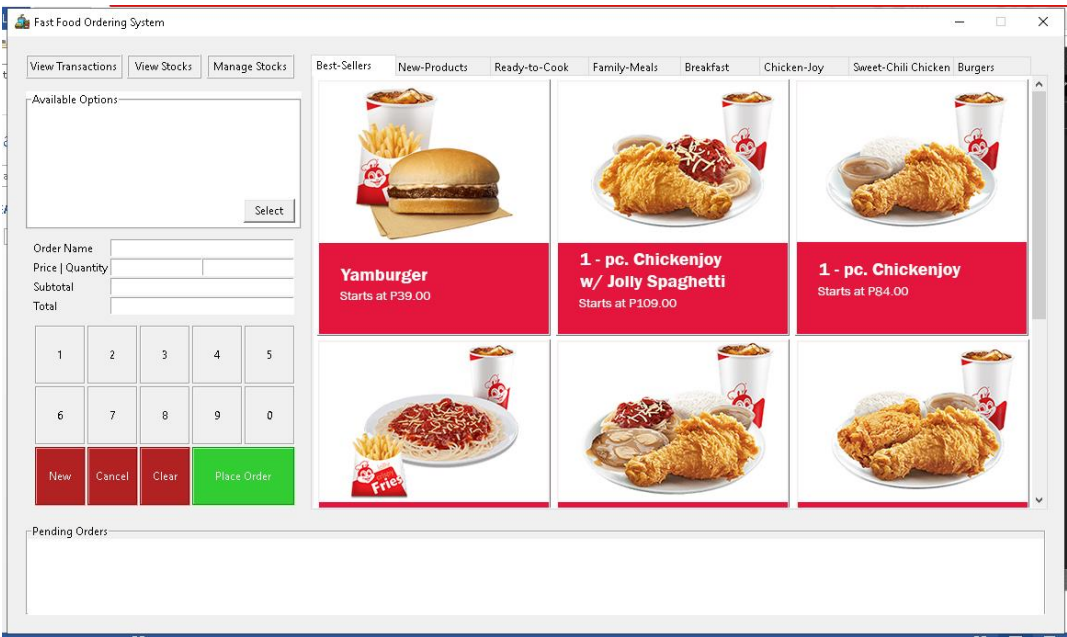 Fast Food Ordering System
View Transactions
View Stocks
Manage Stocks
Best-Sellers
New-Products
Ready-to-Cook
Family-Meals
Breakfast
Chicken-Joy
Sweet-Chili Chicken
Burgers
Available Options
Select
Order Name
Price | Quantity
Subtotal
Total
1 2 3 4 5
6 7 8 9 0
New Cancel Clear Place Order
Yamburger
Starts at P39.00
1 - pc. Chickenjoy
w/ Jolly Spaghetti
Starts at P109.00
1 - pc. Chickenjoy
Starts at P84.00
Fries
Pending Orders